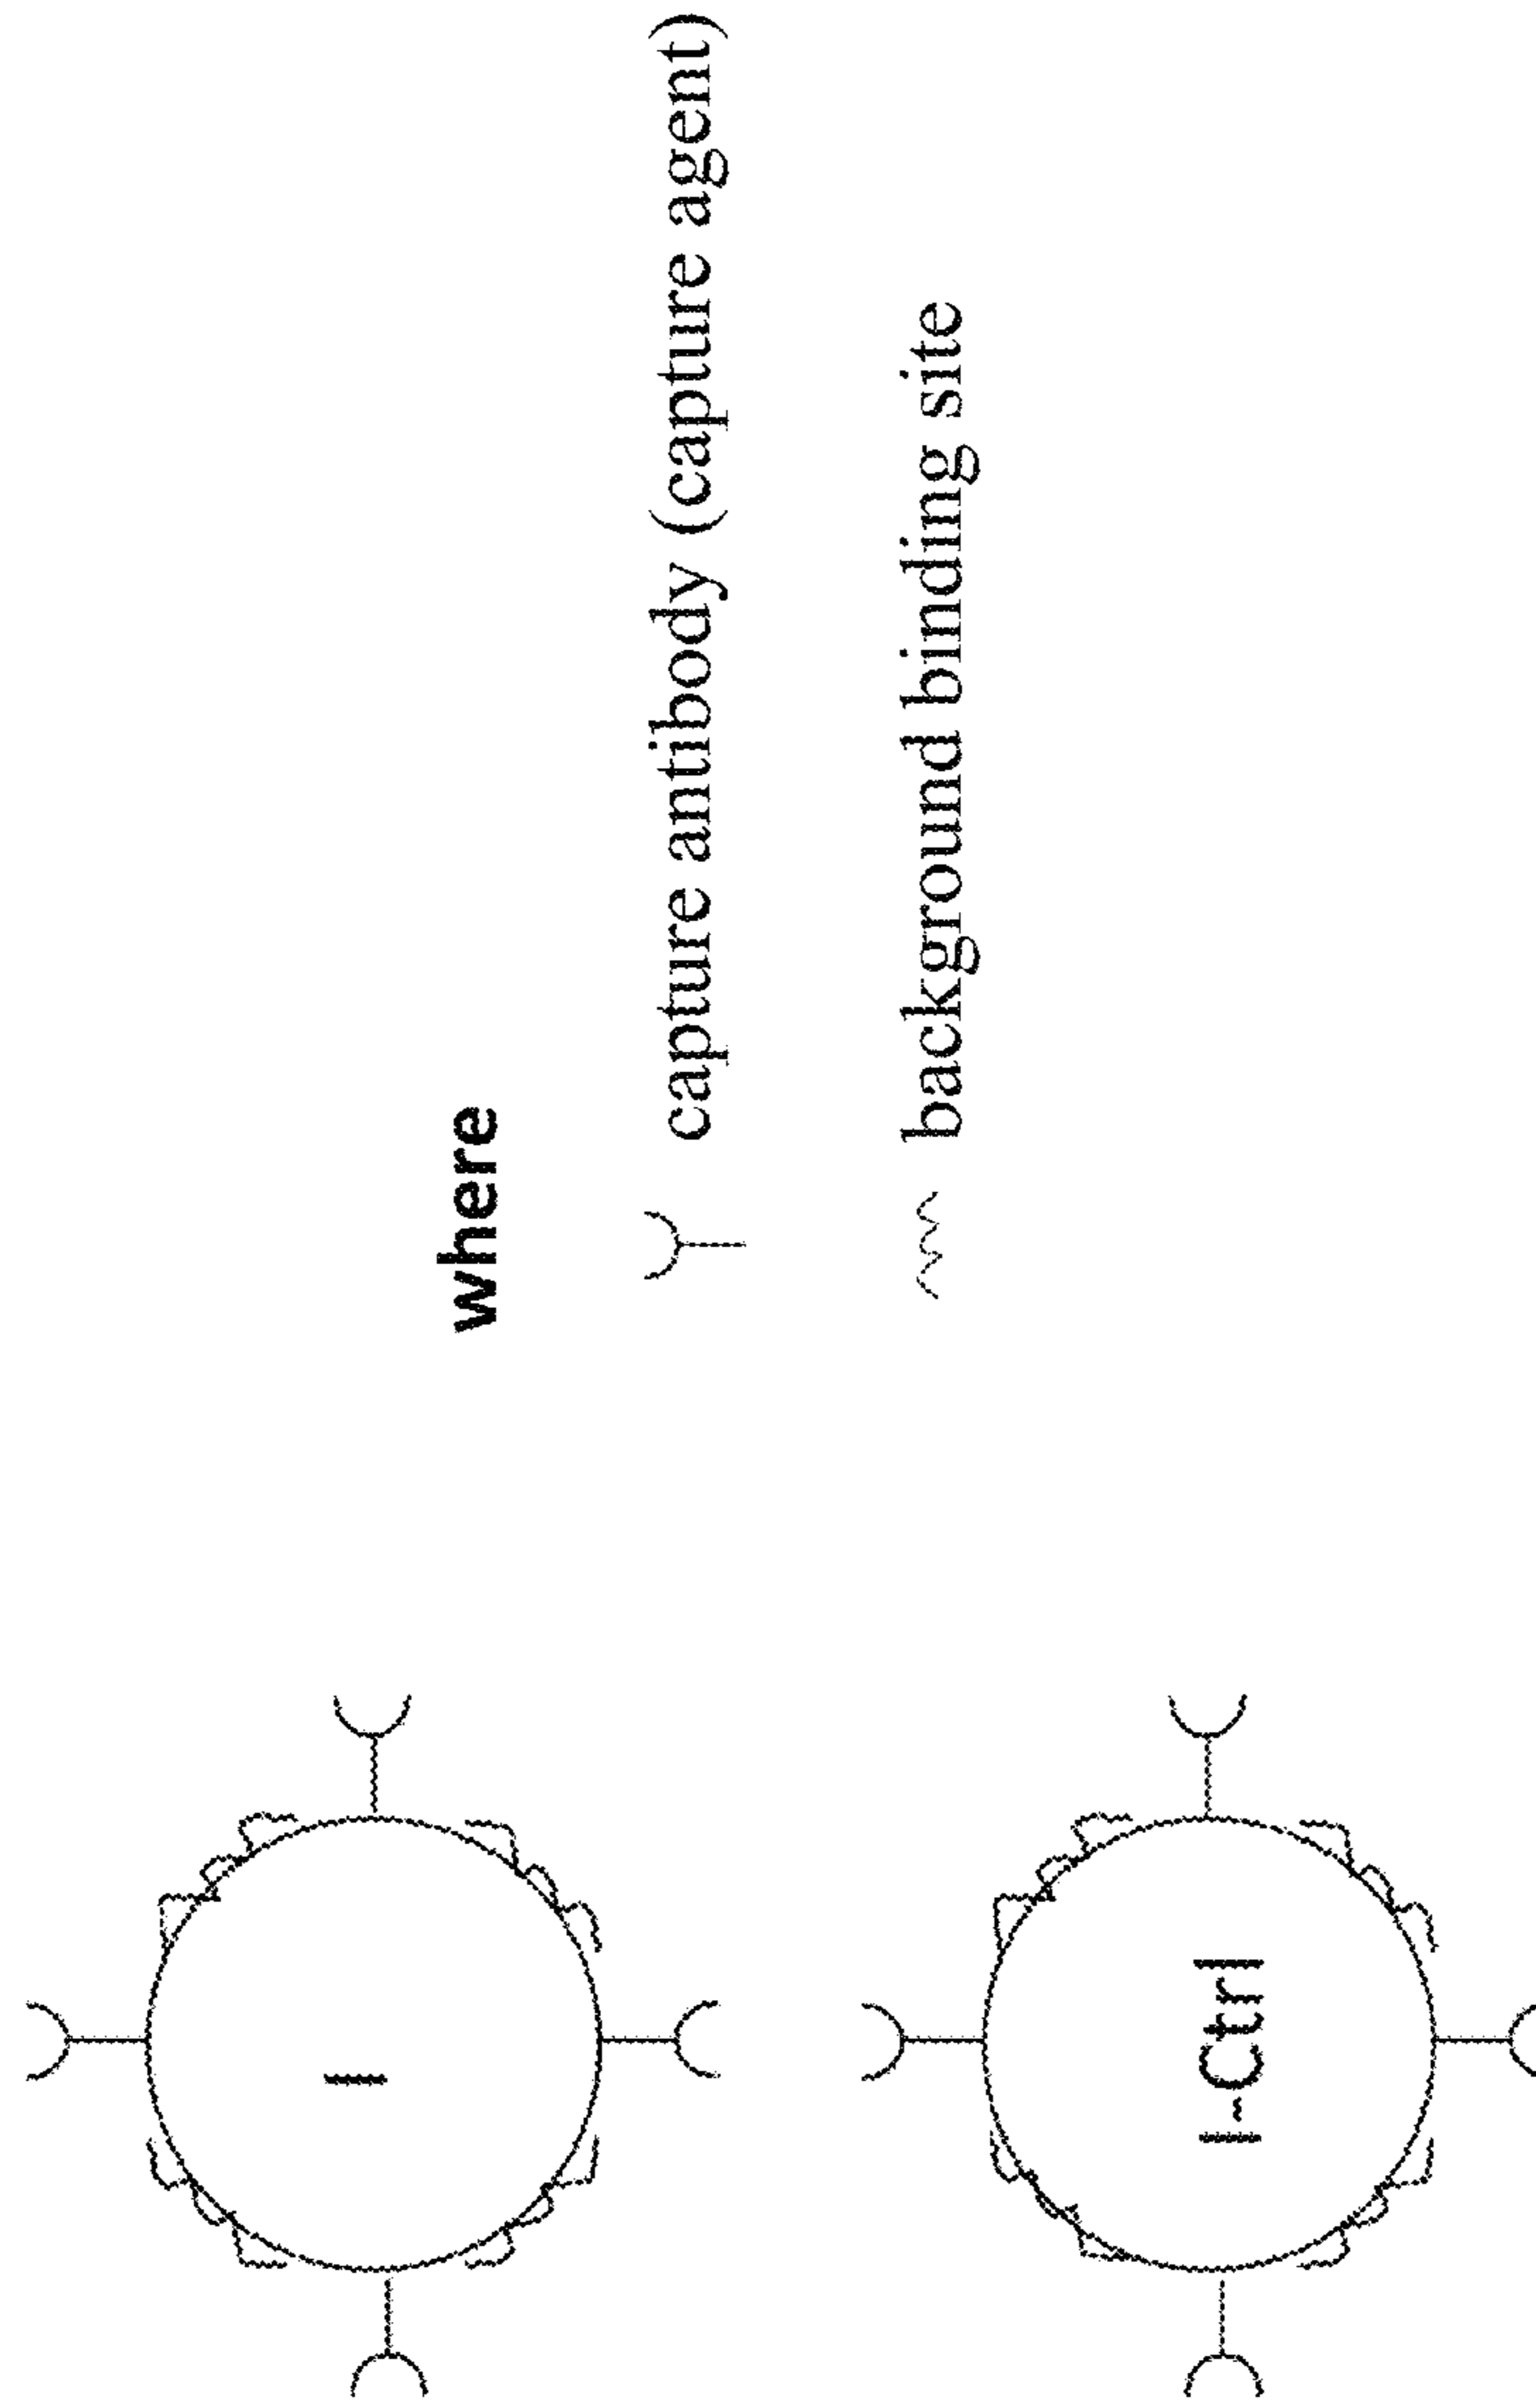 I
I~Ctrl
where
capture antibody (capture agent)
background binding site